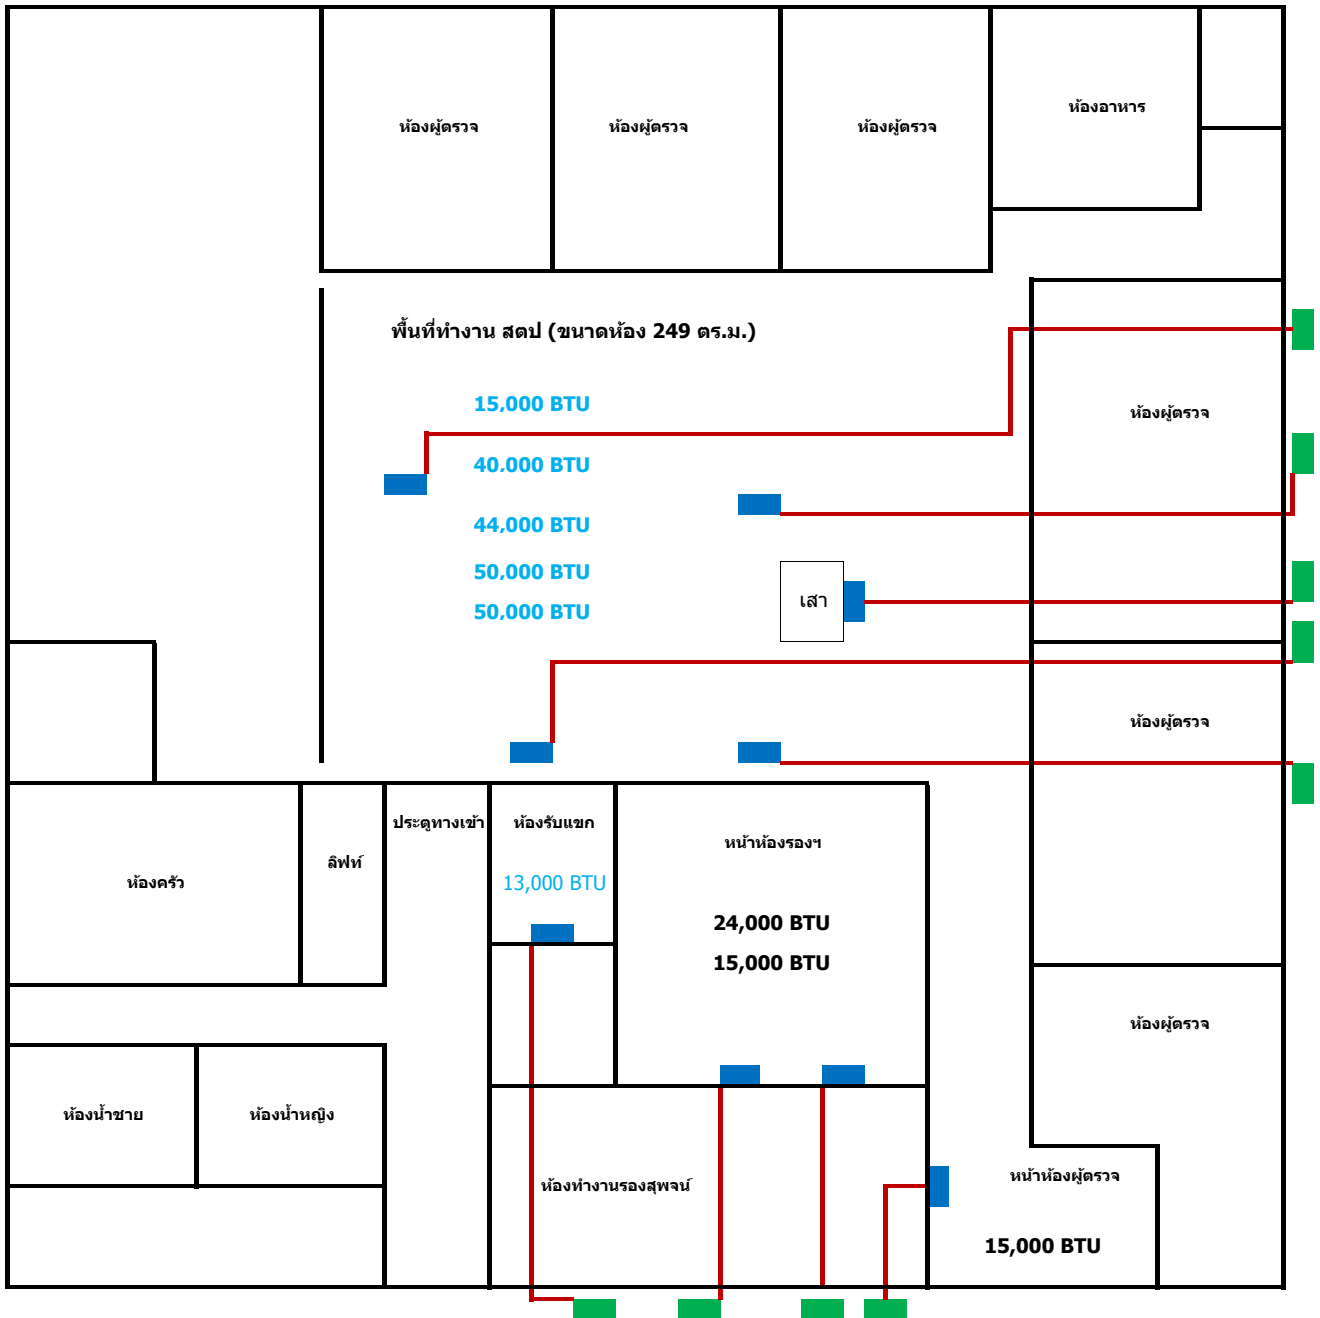 ห้องอาหาร
ห้องผู้ตรวจ
ห้องผู้ตรวจ
ห้องผู้ตรวจ
พื้นที่ทำงาน สตป (ขนาดห้อง 249 ตร.ม.)
15,000 BTU
ห้องผู้ตรวจ
40,000 BTU
44,000 BTU
50,000 BTU
เสา
50,000 BTU
ห้องผู้ตรวจ
ประตูทางเข้า
ห้องรับแขก
หน้าห้องรองฯ
ลิฟท์
ห้องครัว
13,000 BTU
24,000 BTU
15,000 BTU
ห้องผู้ตรวจ
ห้องน้ำชาย
ห้องน้ำหญิง
ห้องทำงานรองสุพจน์
หน้าห้องผู้ตรวจ
15,000 BTU